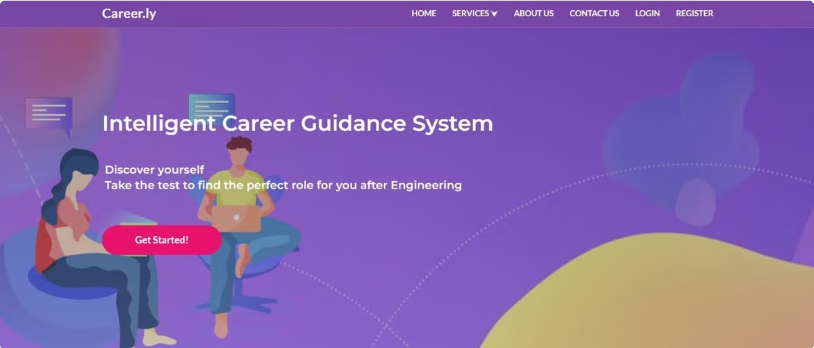 Career.ly
HOME SERVICES ABOUT US CONTACT US LOGIN REGISTER
Intelligent Career Guidance System
Discover yourself
Take the test to find the perfect role for you after Engineering
Get Started!